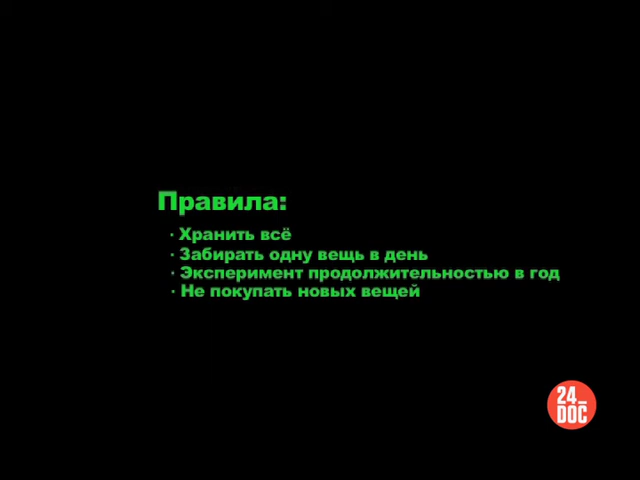 Правила:
· Хранить всё
· Забирать одну вещь в день
· Эксперимент продолжительностью в год
· Не покупать новых вещей
24_
DOC